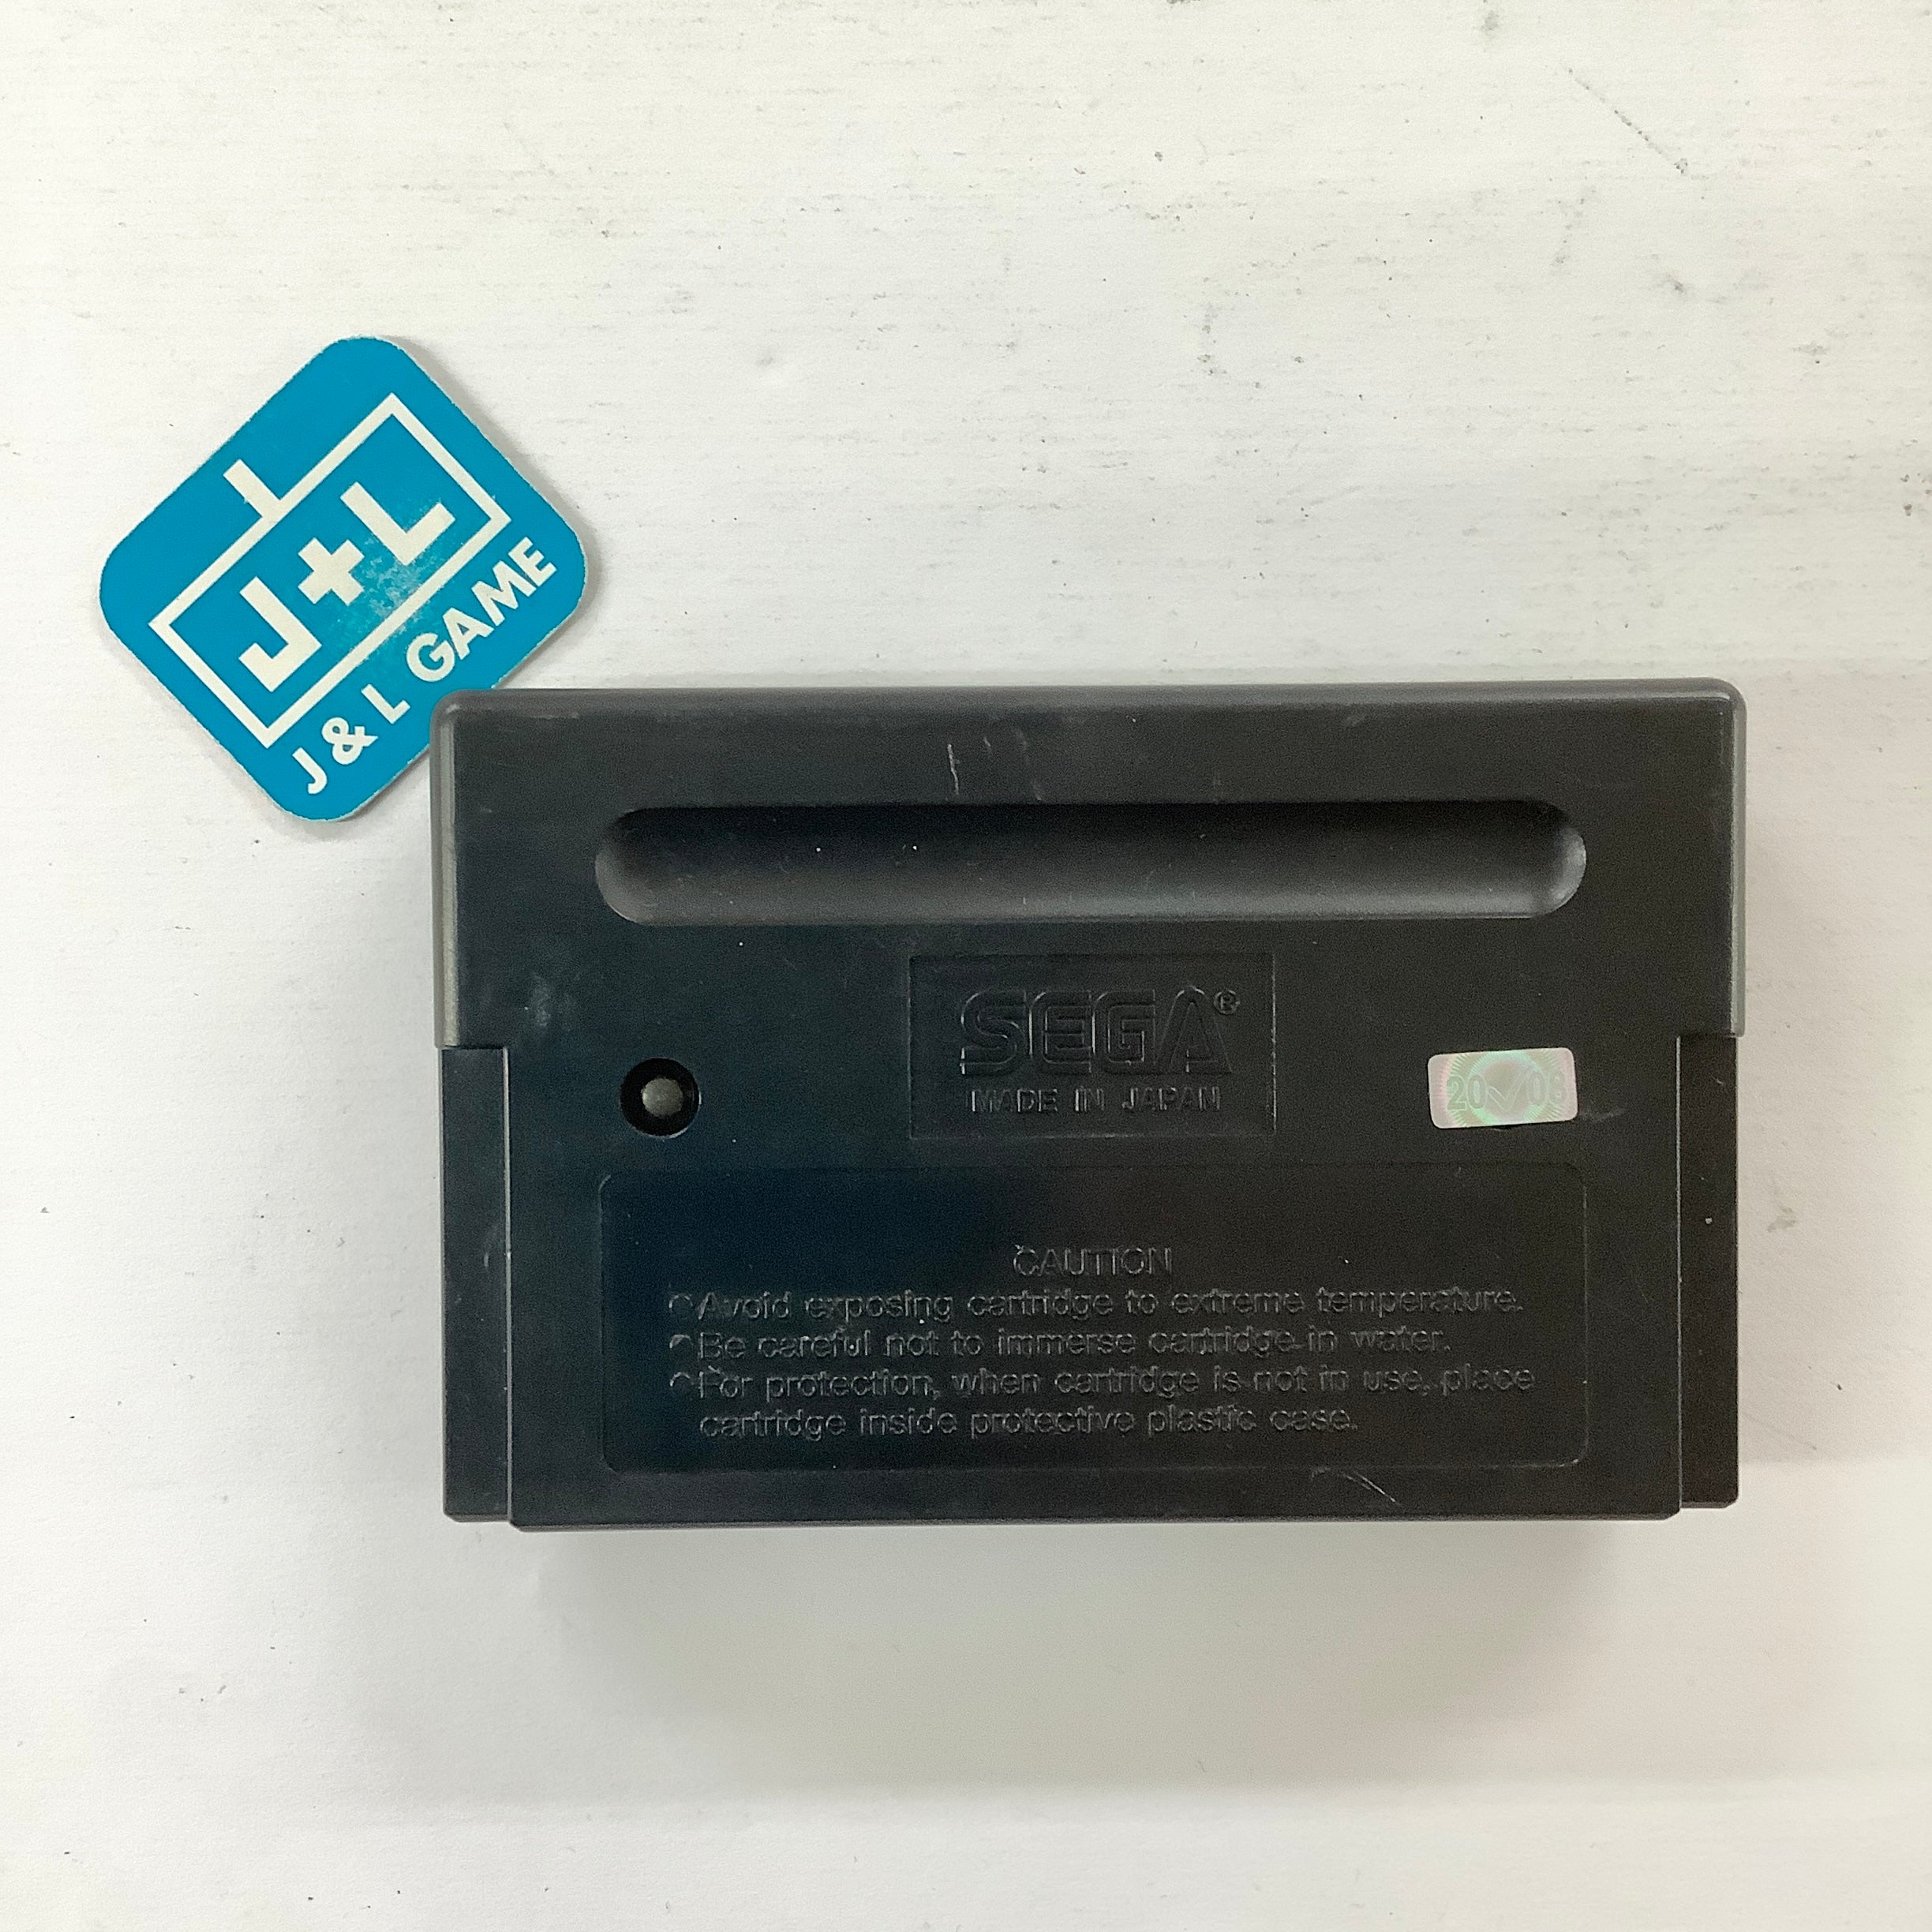 J+L
J & L GAME
SEGA®
MADE IN JAPAN
20 08
CAUTION
Avoid exposing cartridge to extreme temperature.
Be careful not to immerse cartridge in water.
For protection, when cartridge is not in use, place
cartridge inside protective plastic case.